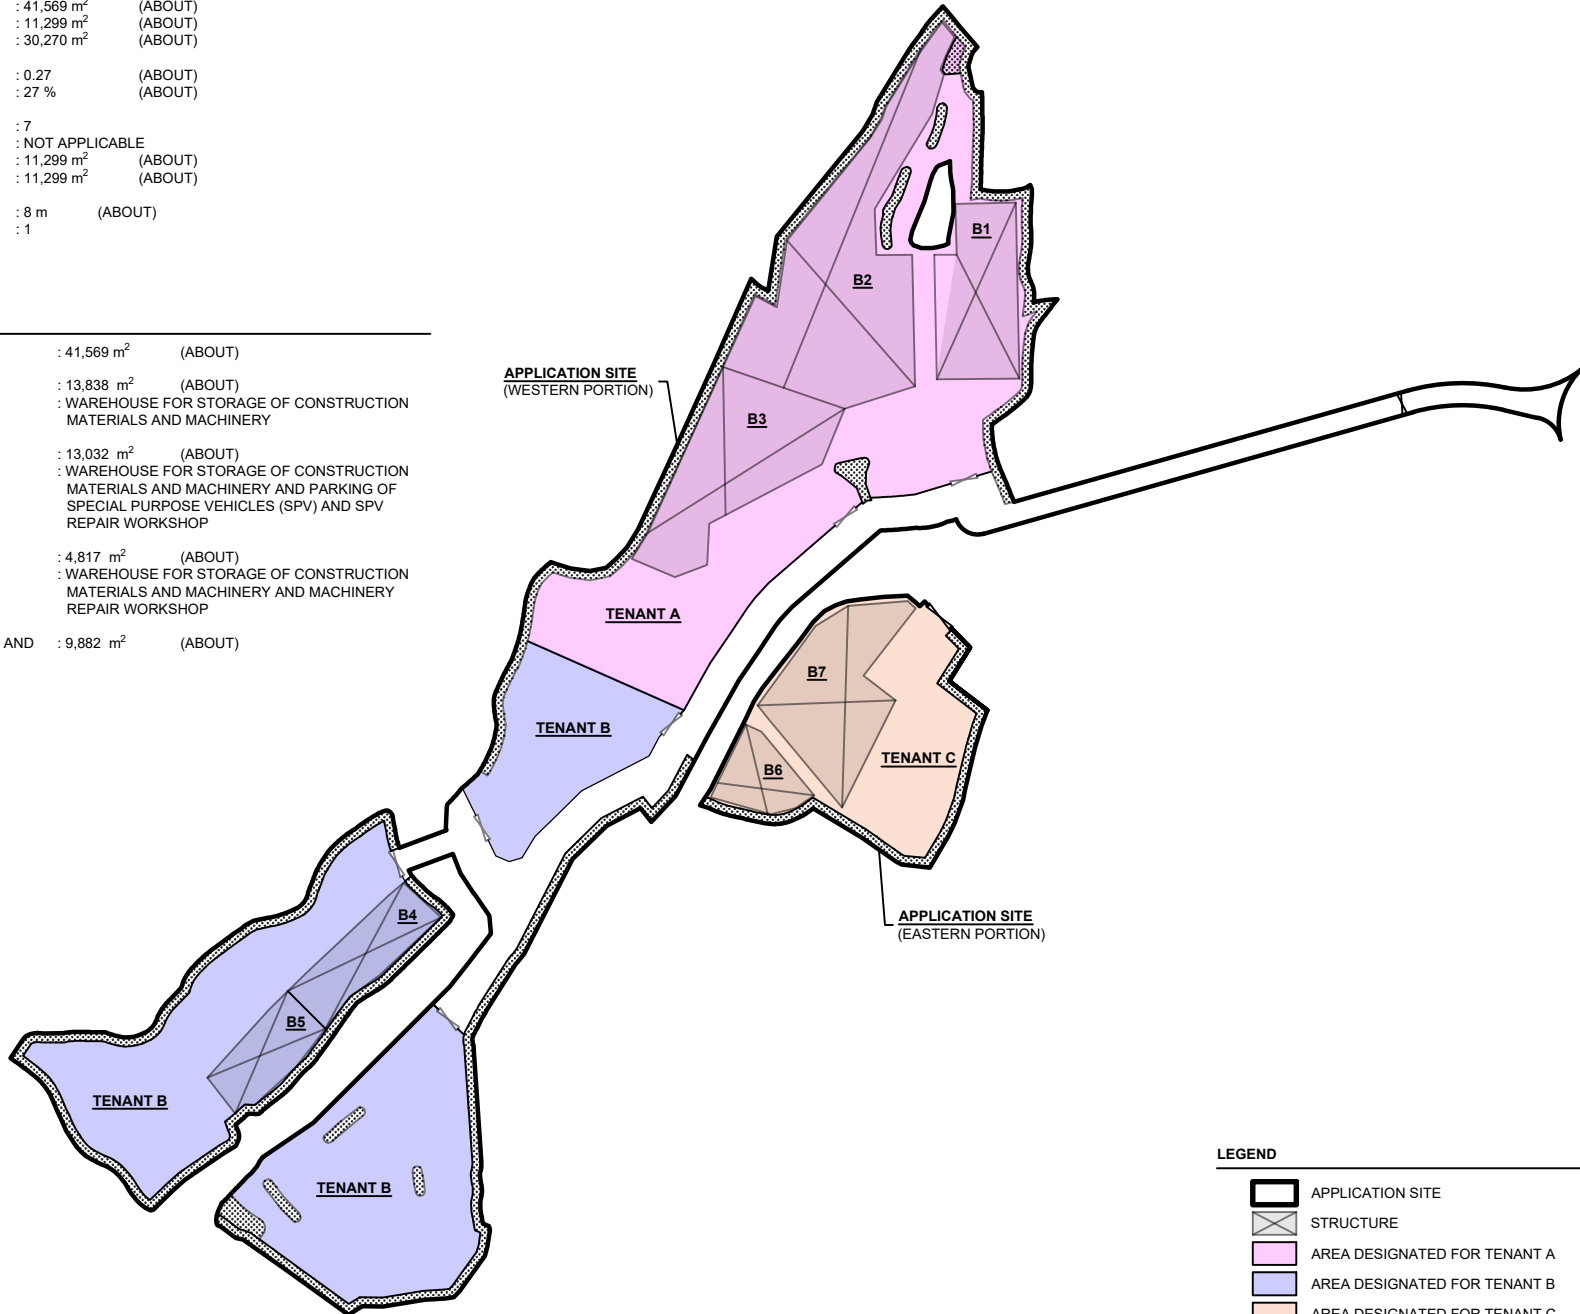 : 41,569 m² (ABOUT)
: 11,299 m² (ABOUT)
: 30,270 m² (ABOUT)
: 0.27 (ABOUT)
: 27 % (ABOUT)
: 7
: NOT APPLICABLE
: 11,299 m² (ABOUT)
: 11,299 m² (ABOUT)
: 8 m (ABOUT)
: 1
: 41,569 m² (ABOUT)
: 13,838 m² (ABOUT)
: WAREHOUSE FOR STORAGE OF CONSTRUCTION
MATERIALS AND MACHINERY
: 13,032 m² (ABOUT)
: WAREHOUSE FOR STORAGE OF CONSTRUCTION
MATERIALS AND MACHINERY AND PARKING OF
SPECIAL PURPOSE VEHICLES (SPV) AND SPV
REPAIR WORKSHOP
: 4,817 m² (ABOUT)
: WAREHOUSE FOR STORAGE OF CONSTRUCTION
MATERIALS AND MACHINERY AND MACHINERY
REPAIR WORKSHOP
AND : 9,882 m² (ABOUT)
B1
B2
APPLICATION SITE
(WESTERN PORTION)
B3
TENANT A
B7
TENANT B
TENANT C
B6
B4
APPLICATION SITE
(EASTERN PORTION)
B5
TENANT B
TENANT B
LEGEND
APPLICATION SITE
STRUCTURE
AREA DESIGNATED FOR TENANT A
AREA DESIGNATED FOR TENANT B
AREA DESIGNATED FOR TENANT C